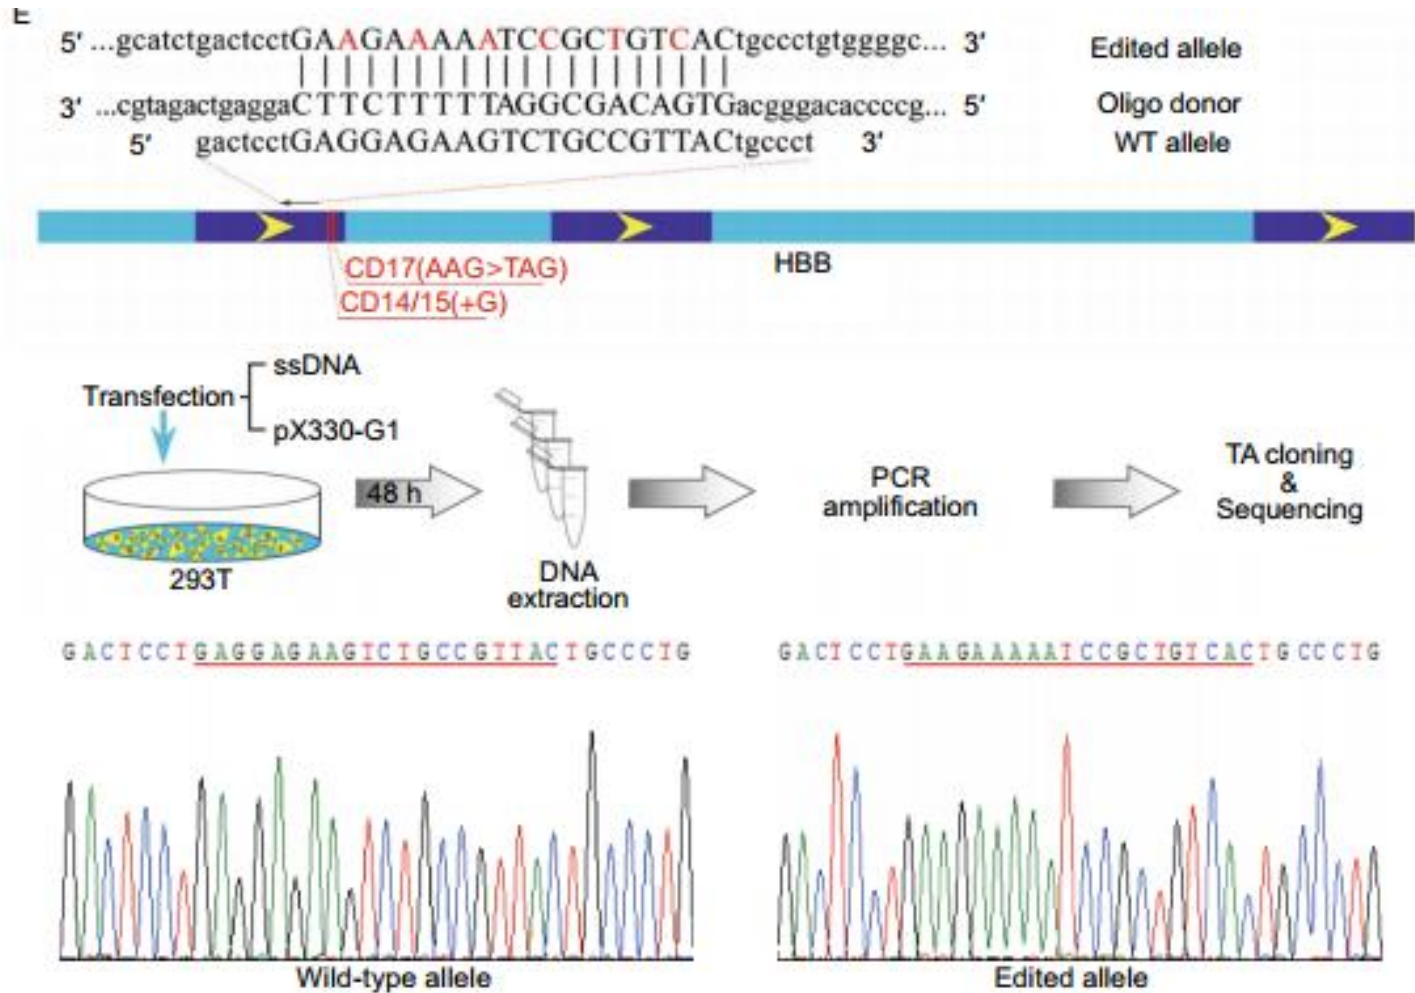 E
5' ...gcatctgactcctGAAGAAAAATCCGCTGTCACtgccctgtggggc... 3' Edited allele
3' ...cgtagactgaggaCTTCTTTTTAGGCGACAGTGacgggacaccccg... 5' Oligo donor
5' gactcctGAGGAGAAGTCTGCCGTTACtgccct 3' WT allele
HBB
CD17(AAG>TAG)
CD14/15(+G)
Transfection
ssDNA
pX330-G1
293T
48 h
DNA
extraction
PCR
amplification
TA cloning
&
Sequencing
GACTCCTGAGGAGAAGTCTGCCGTTACTGCCCTG
GACTCCTGAAGAAAAATCCGCTGTCACTGCCCTG
Wild-type allele
Edited allele